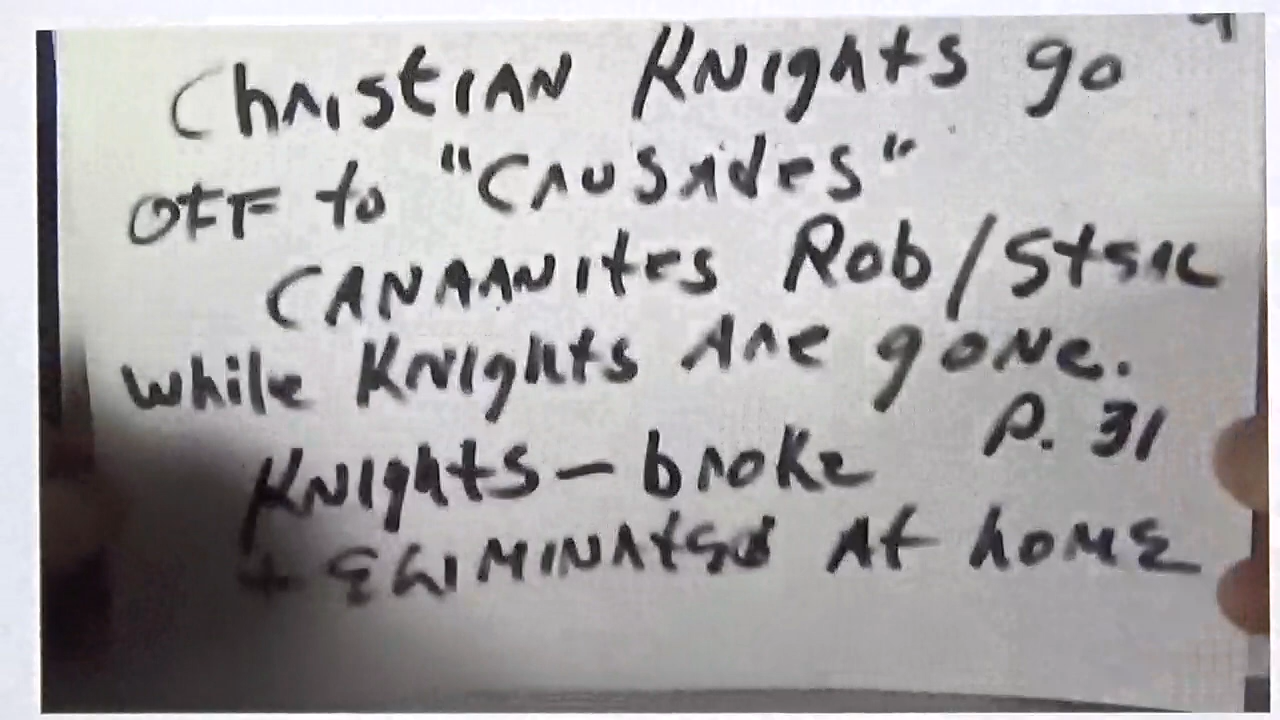 Christian Knights go
off to "Crusades"
Canaanites Rob/Steal
while Knights are gone.
P. 31
Knights – broke
+ Eliminated at home